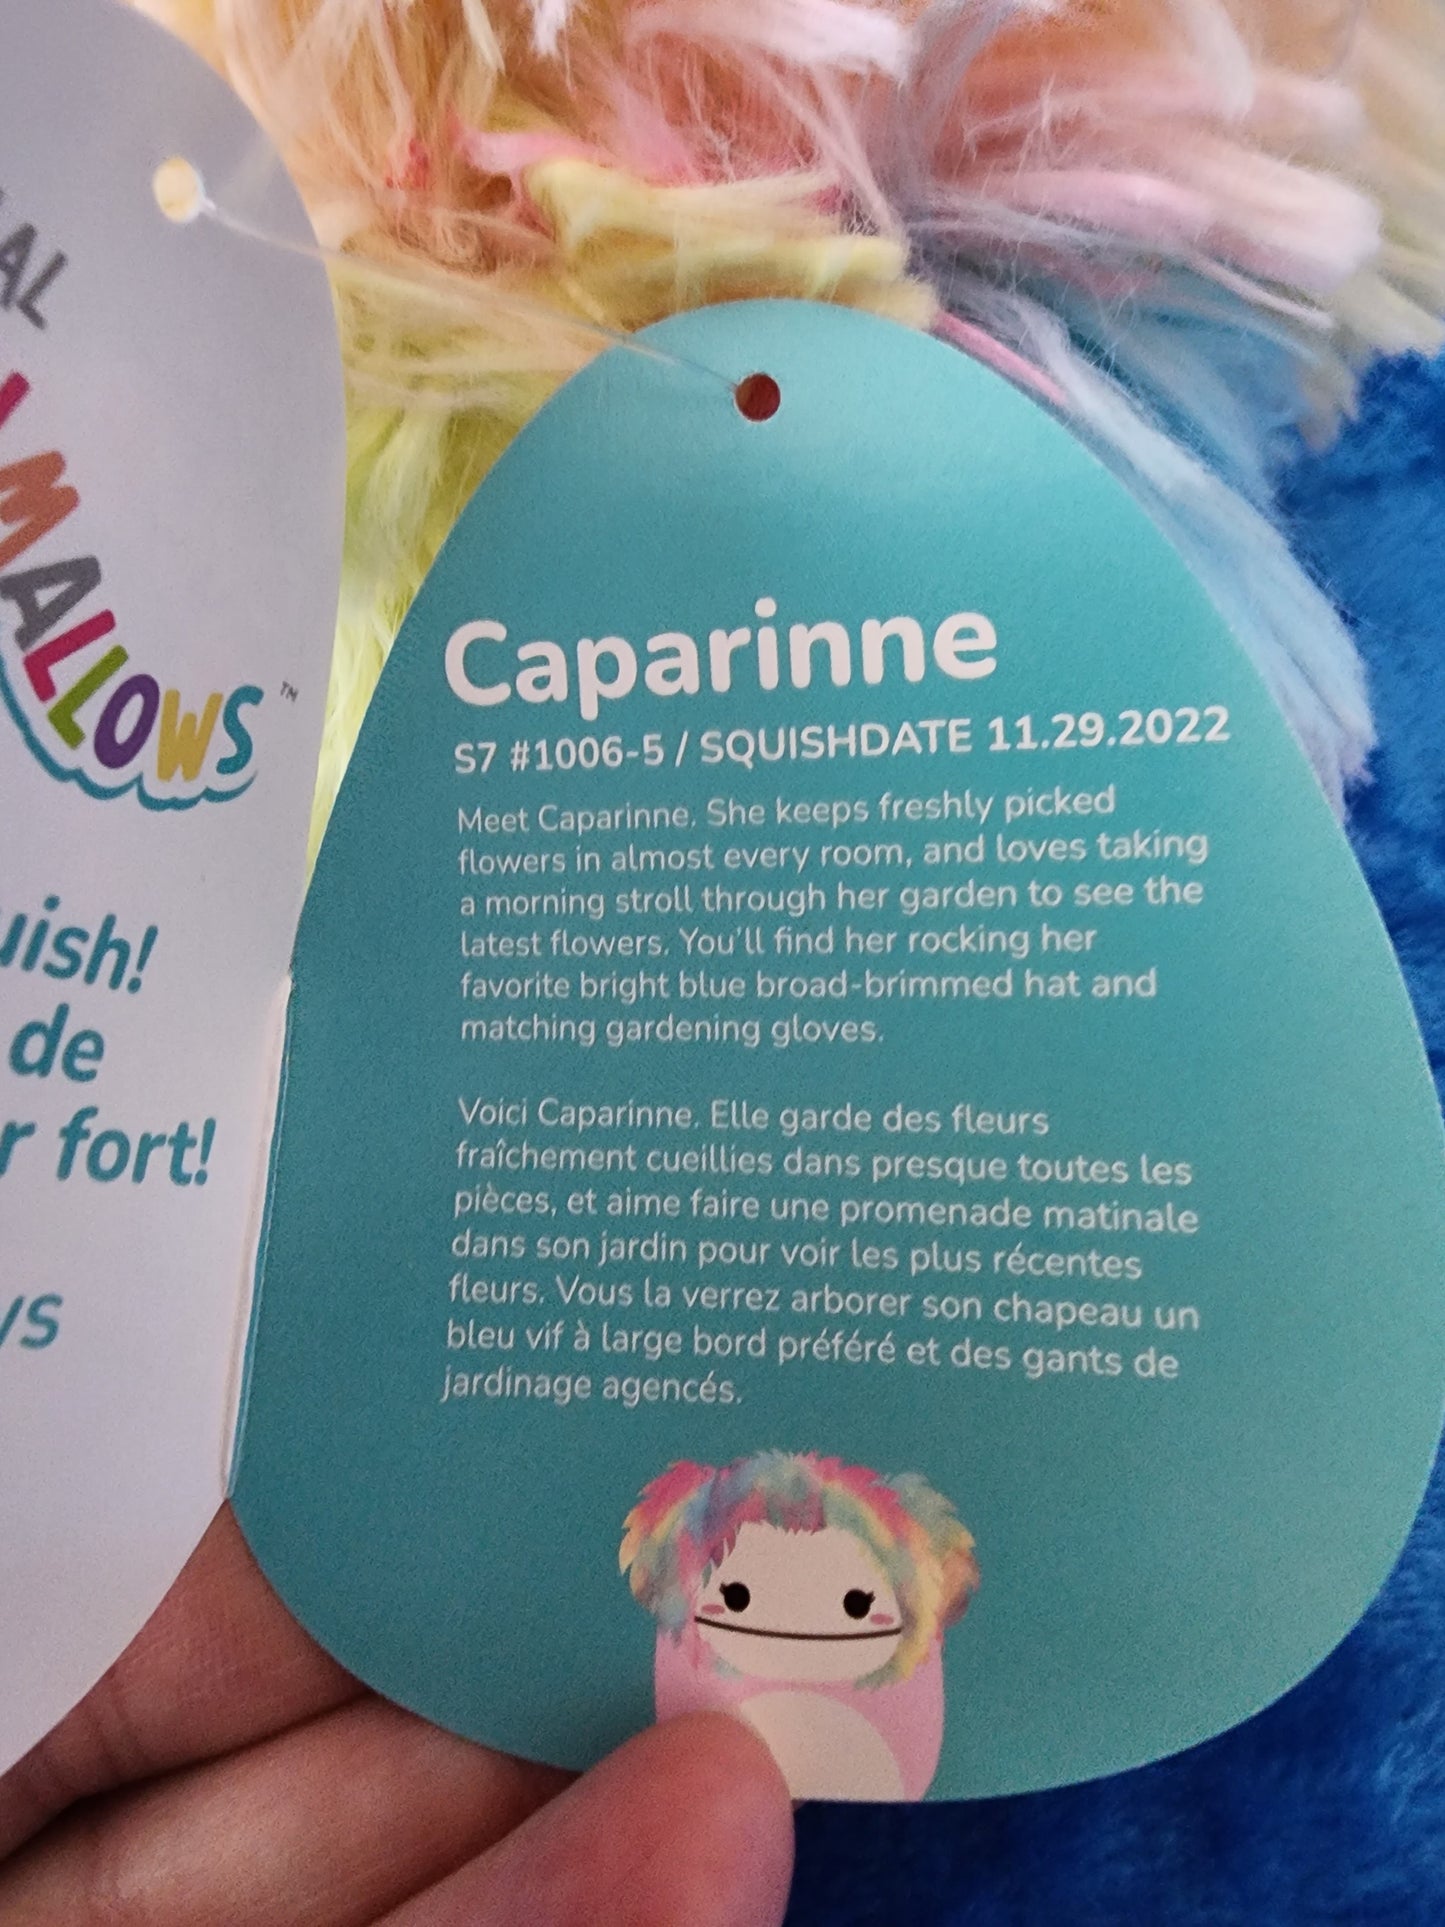 MALLOWS™
fort!
de
Caparinne
S7 #1006-5 / SQUISHDATE 11.29.2022
Meet Caparinne. She keeps freshly picked
flowers in almost every room, and loves taking
a morning stroll through her garden to see the
latest flowers. You'll find her rocking her
favorite bright blue broad-brimmed hat and
matching gardening gloves.
Voici Caparinne. Elle garde des fleurs
fraîchement cueillies dans presque toutes les
pièces, et aime faire une promenade matinale
dans son jardin pour voir les plus récentes
fleurs. Vous la verrez arborer son chapeau un
bleu vif à large bord préféré et des gants de
jardinage agencés.